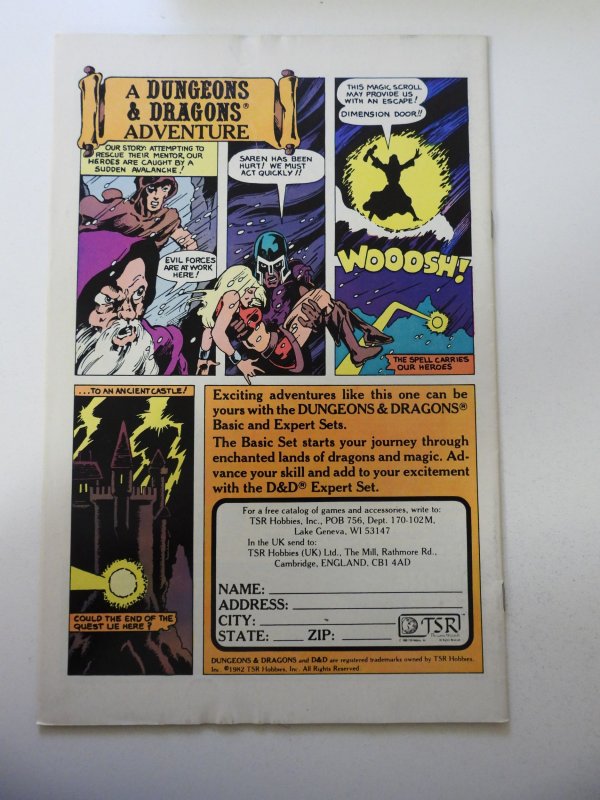 A DUNGEONS
& DRAGONS®
ADVENTURE
OUR STORY: ATTEMPTING TO
RESCUE THEIR MENTOR, OUR
HEROES ARE CAUGHT BY A
SUDDEN AVALANCHE!
EVIL FORCES
ARE AT WORK
HERE!
SAREN HAS BEEN
HURT! WE MUST
ACT QUICKLY!!
THIS MAGIC SCROLL
MAY PROVIDE US
WITH AN ESCAPE!
DIMENSION DOOR!!
WOOOSH!
THE SPELL CARRIES
OUR HEROES
...TO AN ANCIENT CASTLE!
COULD THE END OF THE
QUEST LIE HERE?
Exciting adventures like this one can be
yours with the DUNGEONS & DRAGONS®
Basic and Expert Sets.
The Basic Set starts your journey through
enchanted lands of dragons and magic. Ad-
vance your skill and add to your excitement
with the D&D® Expert Set.
For a free catalog of games and accessories, write to:
TSR Hobbies, Inc., POB 756, Dept. 170-102M,
Lake Geneva, WI 53147
In the UK send to:
TSR Hobbies (UK) Ltd., The Mill, Rathmore Rd.,
Cambridge, ENGLAND, CB1 4AD
NAME:
ADDRESS:
CITY:
STATE: ZIP:
TSR
DUNGEONS & DRAGONS and D&D are registered trademarks owned by TSR Hobbies,
Inc. ©1982 TSR Hobbies, Inc. All Rights Reserved.